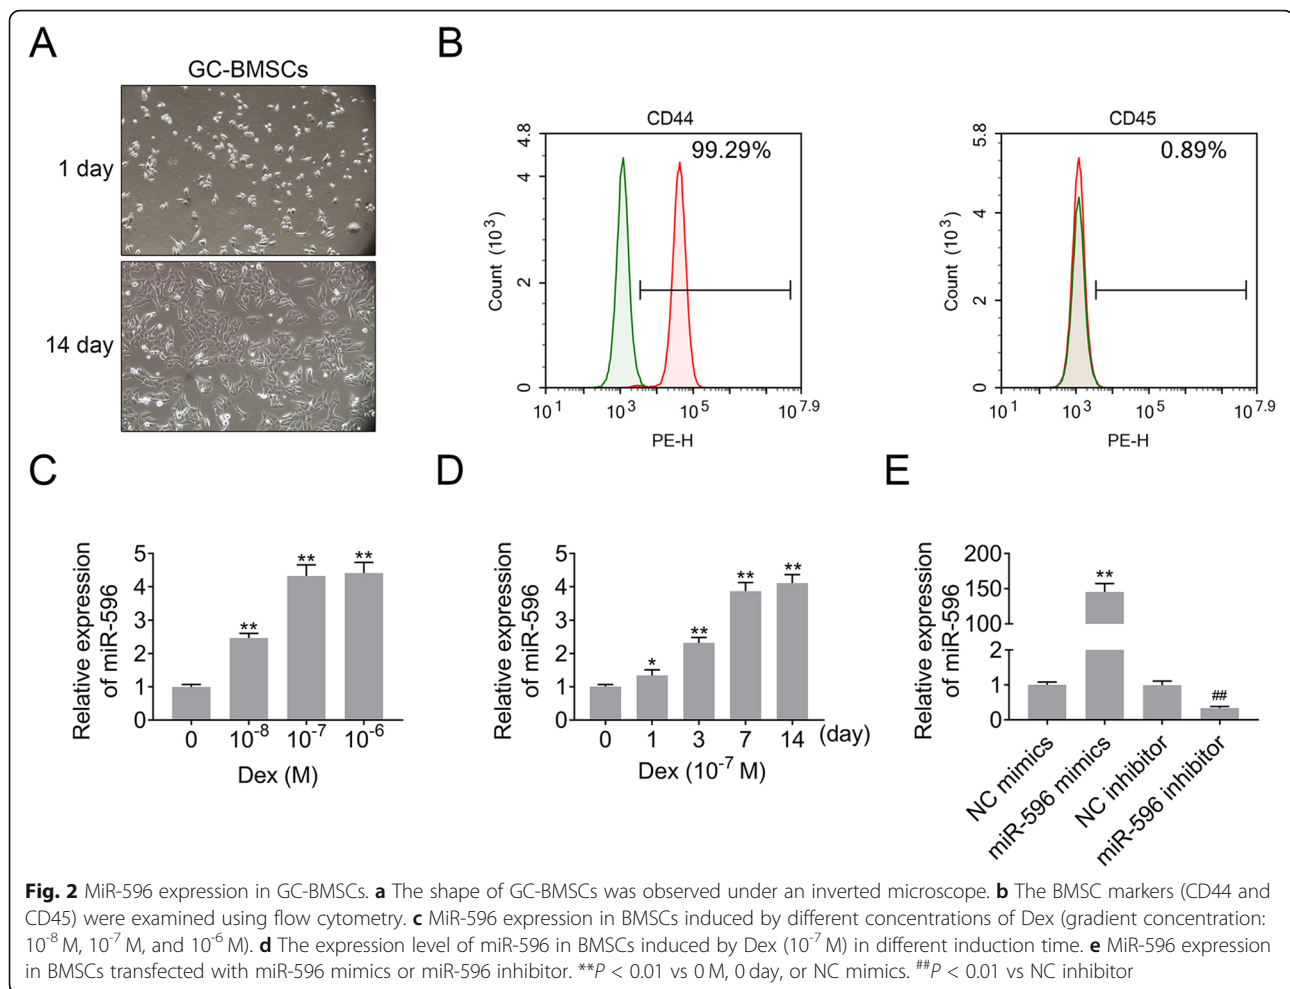 A
GC-BMSCs
1 day
14 day
B
CD44
99.29%
4.8
4
2
0
Count (10³)
10¹ 10³ 10⁵ 10⁷·⁹
PE-H
CD45
0.89%
5.8
4
2
0
Count (10³)
10¹ 10³ 10⁵ 10⁷·⁹
PE-H
C
Relative expression
of miR-596
5
4
3
2
1
0
** ** **
0 10⁻⁸ 10⁻⁷ 10⁻⁶
Dex (M)
D
Relative expression
of miR-596
5
4
3
2
1
0
* ** ** **
0 1 3 7 14 (day)
Dex (10⁻⁷ M)
E
Relative expression
of miR-596
200
150
100
2
1
0
** ##
NC mimics
miR-596 mimics
NC inhibitor
miR-596 inhibitor
Fig. 2 MiR-596 expression in GC-BMSCs. a The shape of GC-BMSCs was observed under an inverted microscope. b The BMSC markers (CD44 and
CD45) were examined using flow cytometry. c MiR-596 expression in BMSCs induced by different concentrations of Dex (gradient concentration:
10⁻⁸ M, 10⁻⁷ M, and 10⁻⁶ M). d The expression level of miR-596 in BMSCs induced by Dex (10⁻⁷ M) in different induction time. e MiR-596 expression
in BMSCs transfected with miR-596 mimics or miR-596 inhibitor. **P < 0.01 vs 0 M, 0 day, or NC mimics. ##P < 0.01 vs NC inhibitor